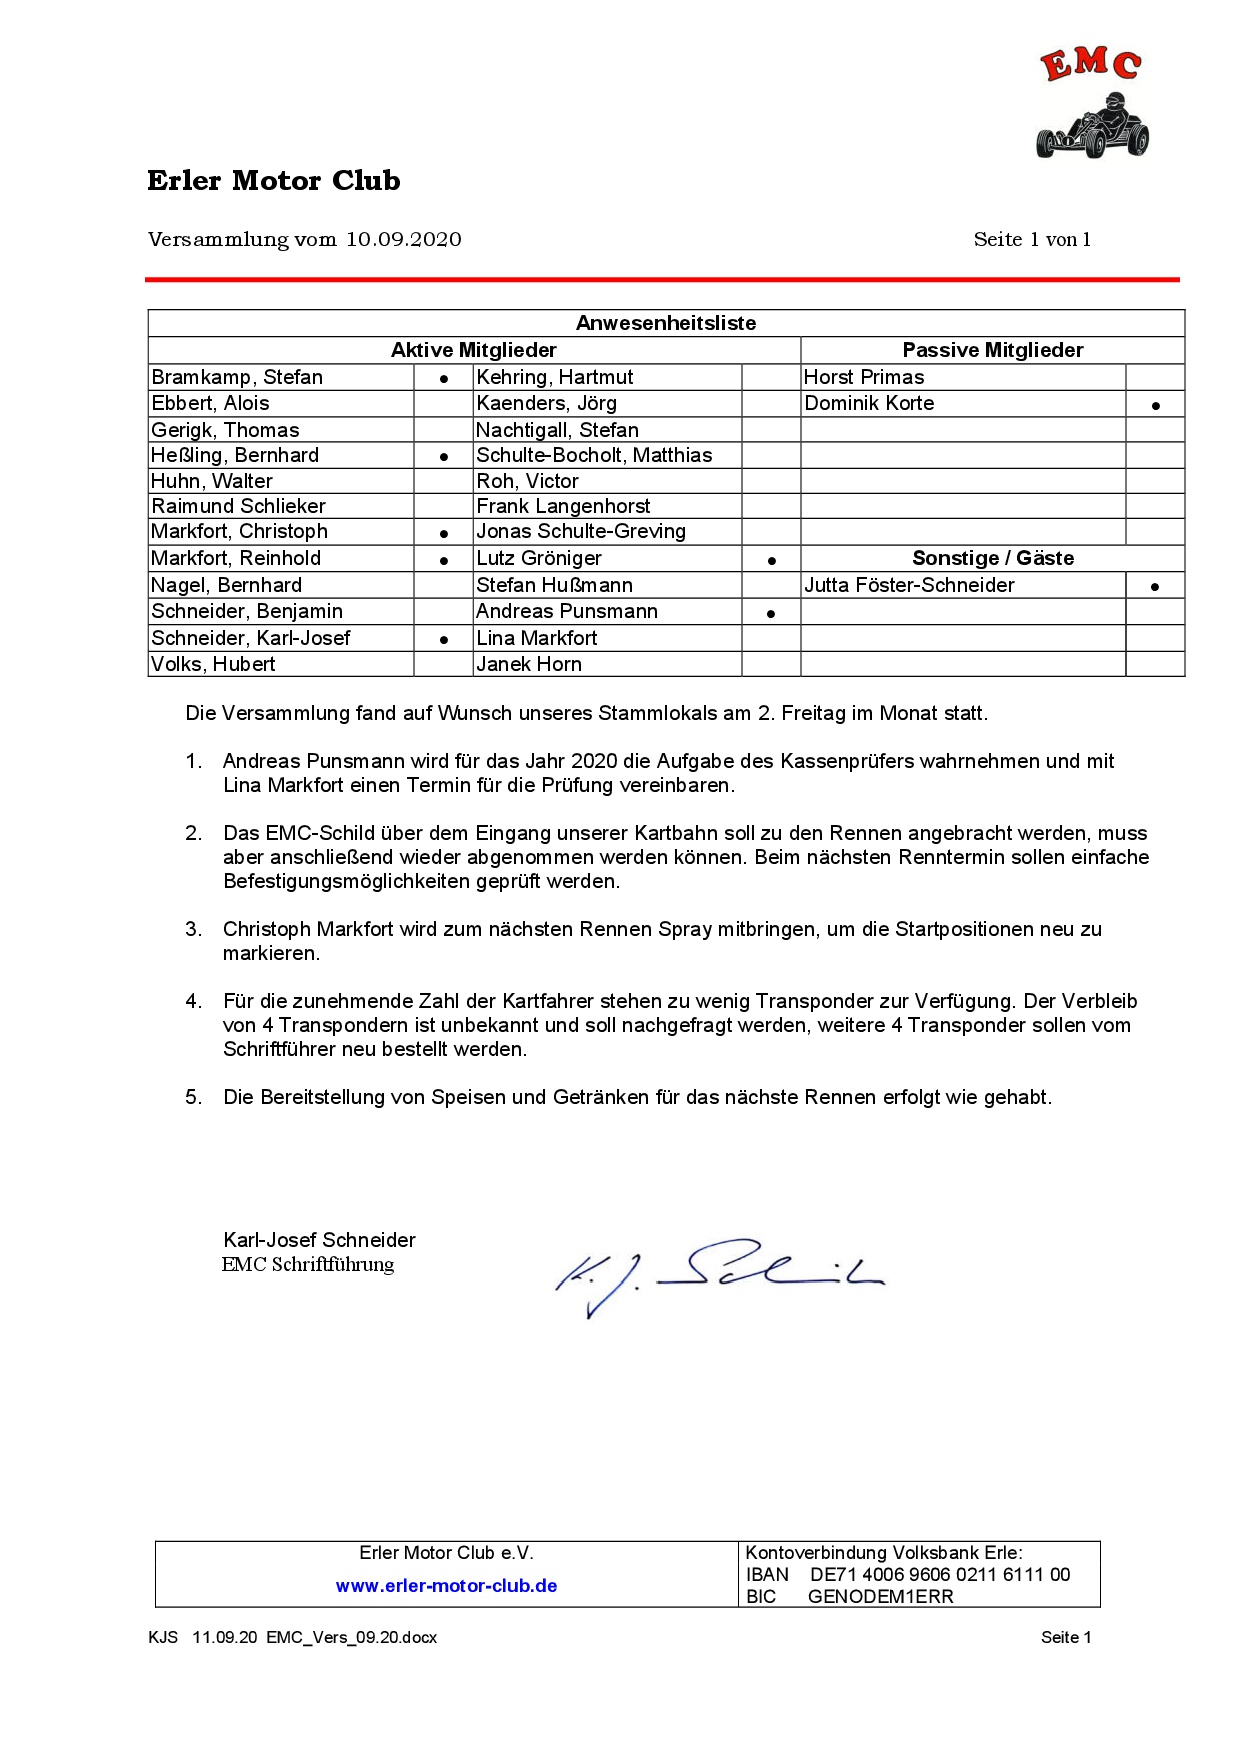 EMC
Erler Motor Club
Versammlung vom 10.09.2020 Seite 1 von 1
Anwesenheitsliste
Aktive Mitglieder Passive Mitglieder
Bramkamp, Stefan ● Kehring, Hartmut Horst Primas
Ebbert, Alois Kaenders, Jörg Dominik Korte ●
Gerigk, Thomas Nachtigall, Stefan
Heßling, Bernhard ● Schulte-Bocholt, Matthias
Huhn, Walter Roh, Victor
Raimund Schlieker Frank Langenhorst
Markfort, Christoph ● Jonas Schulte-Greving
Markfort, Reinhold ● Lutz Gröniger ● Sonstige / Gäste
Nagel, Bernhard Stefan Hußmann Jutta Föster-Schneider ●
Schneider, Benjamin Andreas Punsmann ●
Schneider, Karl-Josef ● Lina Markfort
Volks, Hubert Janek Horn
Die Versammlung fand auf Wunsch unseres Stammlokals am 2. Freitag im Monat statt.
1. Andreas Punsmann wird für das Jahr 2020 die Aufgabe des Kassenprüfers wahrnehmen und mit
Lina Markfort einen Termin für die Prüfung vereinbaren.
2. Das EMC-Schild über dem Eingang unserer Kartbahn soll zu den Rennen angebracht werden, muss
aber anschließend wieder abgenommen werden können. Beim nächsten Renntermin sollen einfache
Befestigungsmöglichkeiten geprüft werden.
3. Christoph Markfort wird zum nächsten Rennen Spray mitbringen, um die Startpositionen neu zu
markieren.
4. Für die zunehmende Zahl der Kartfahrer stehen zu wenig Transponder zur Verfügung. Der Verbleib
von 4 Transpondern ist unbekannt und soll nachgefragt werden, weitere 4 Transponder sollen vom
Schriftführer neu bestellt werden.
5. Die Bereitstellung von Speisen und Getränken für das nächste Rennen erfolgt wie gehabt.
Karl-Josef Schneider
EMC Schriftführung
K. J. Schneider
Erler Motor Club e.V. Kontoverbindung Volksbank Erle:
www.erler-motor-club.de IBAN DE71 4006 9606 0211 6111 00
BIC GENODEM1ERR
KJS 11.09.20 EMC_Vers_09.20.docx Seite 1